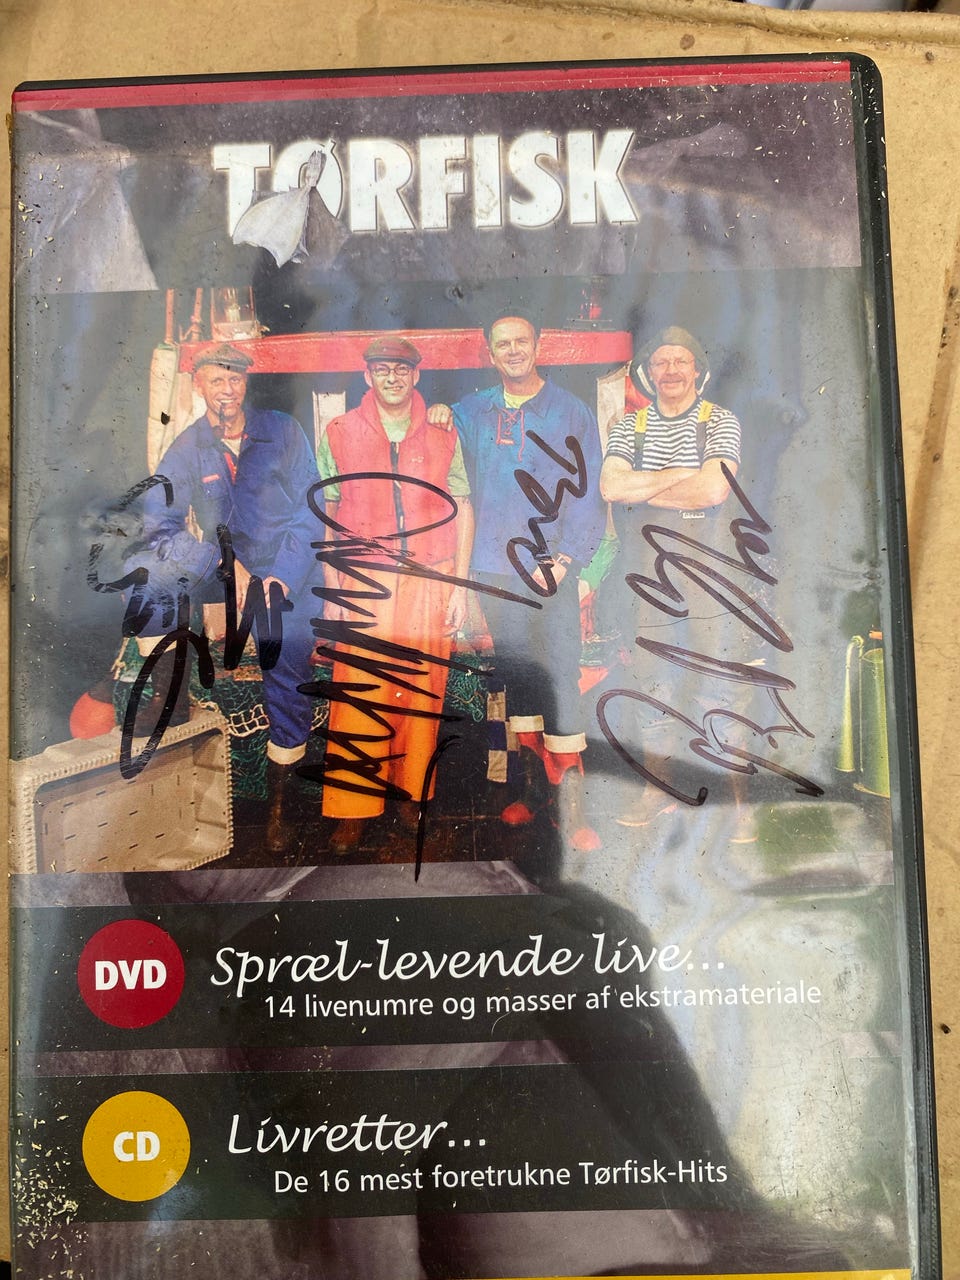 TØRFISK
DVD
Spræl-levende live...
14 livenumre og masser af ekstramateriale
CD
Livretter...
De 16 mest foretrukne Tørfisk-Hits